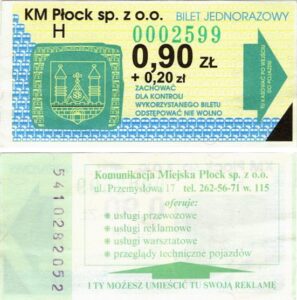 KM Płock sp. z o.o. BILET JEDNORAZOWY
H 0002599
0,90 ZŁ
+ 0,20 zł
ZACHOWAĆ
DLA KONTROLI
WYKORZYSTANEGO BILETU
ODSTĘPOWAĆ NIE WOLNO
Komunikacja Miejska Płock sp. z o.o.
ul. Przemysłowa 17 tel. 262-56-71 w. 115
oferuje:
• usługi przewozowe
• usługi reklamowe
• usługi warsztatowe
• przeglądy techniczne pojazdów
I TY MOŻESZ UMIEŚCIĆ TU SWOJĄ REKLAMĘ
5410282052